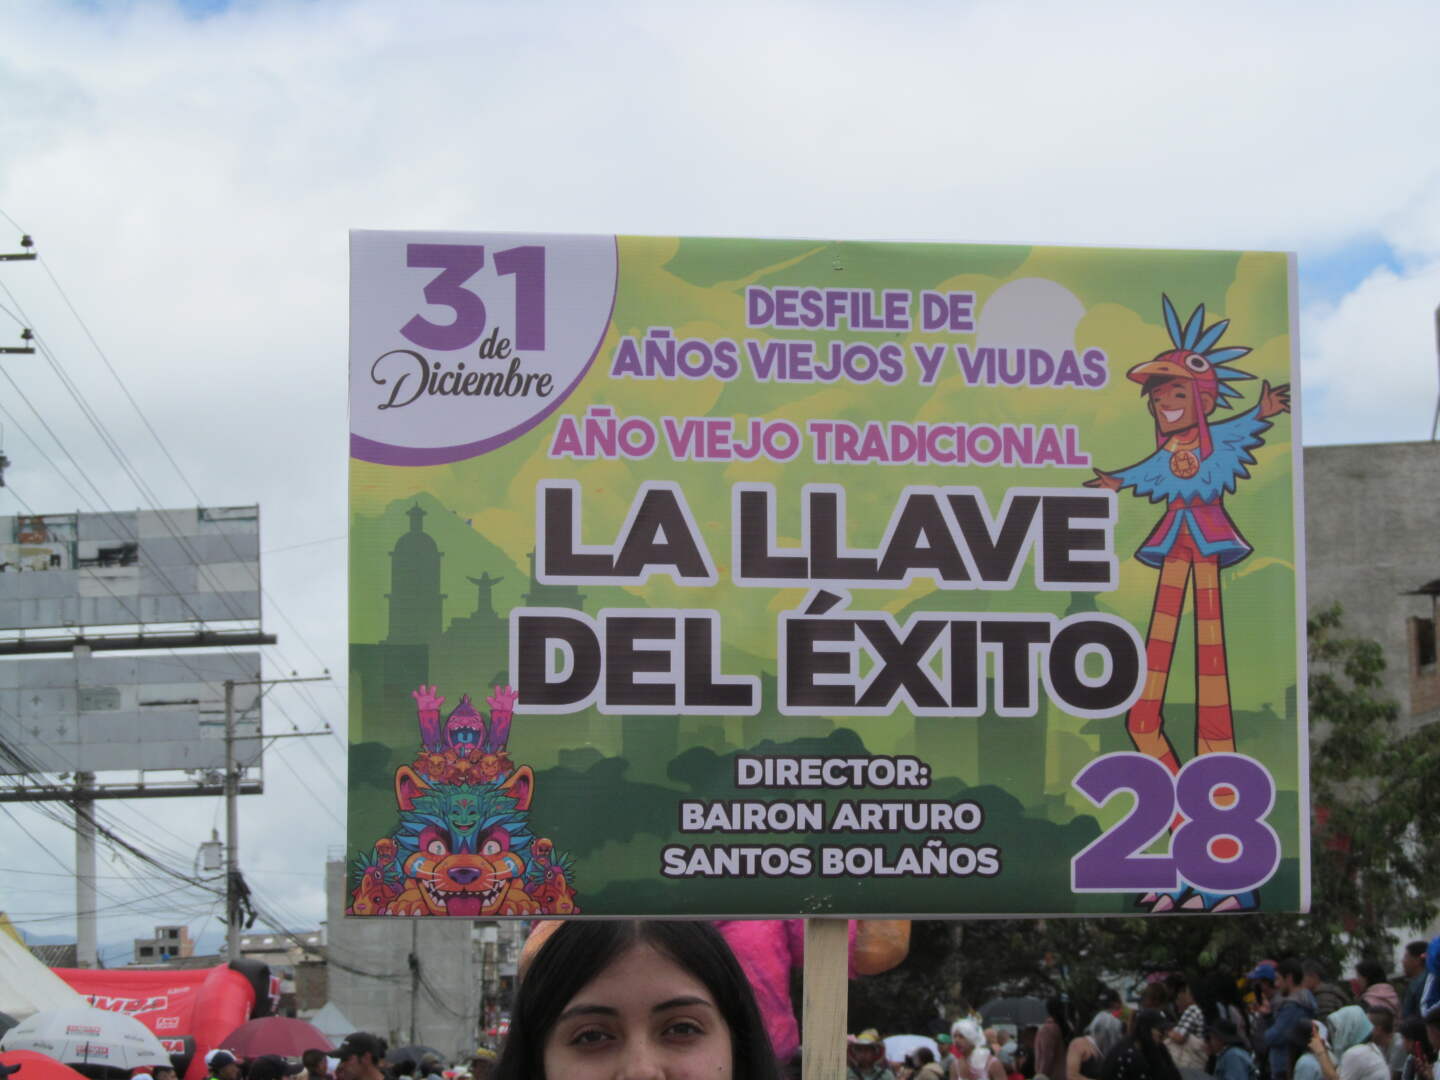 31
de
Diciembre
DESFILE DE
AÑOS VIEJOS Y VIUDAS
AÑO VIEJO TRADICIONAL
LA LLAVE
DEL ÉXITO
DIRECTOR:
BAIRON ARTURO
SANTOS BOLAÑOS
28